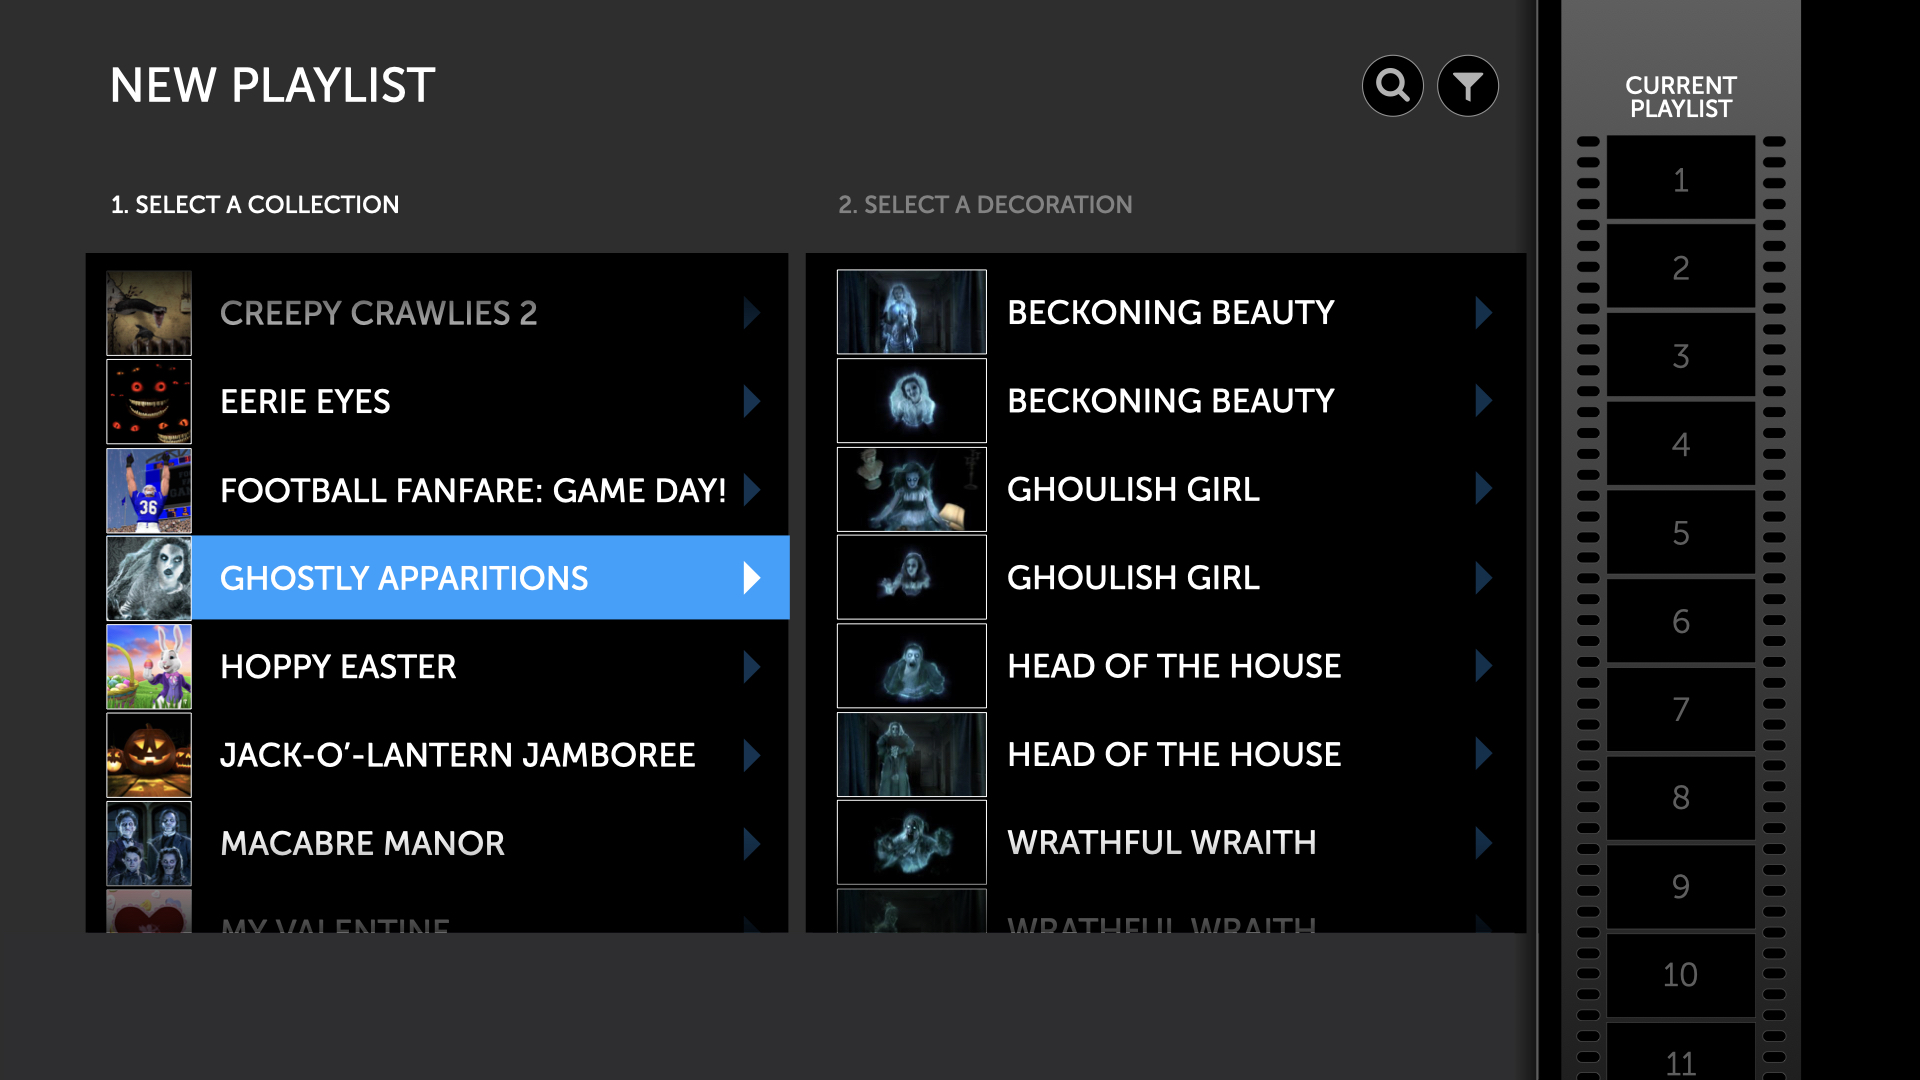 NEW PLAYLIST
1. SELECT A COLLECTION
CREEPY CRAWLIES 2
EERIE EYES
FOOTBALL FANFARE: GAME DAY!
36
GHOSTLY APPARITIONS
HOPPY EASTER
JACK-O’-LANTERN JAMBOREE
MACABRE MANOR
MY VALENTINE
2. SELECT A DECORATION
BECKONING BEAUTY
BECKONING BEAUTY
GHOULISH GIRL
GHOULISH GIRL
HEAD OF THE HOUSE
HEAD OF THE HOUSE
WRATHFUL WRAITH
WRATHFUL WRAITH
CURRENT
PLAYLIST
1
2
3
4
5
6
7
8
9
10
11